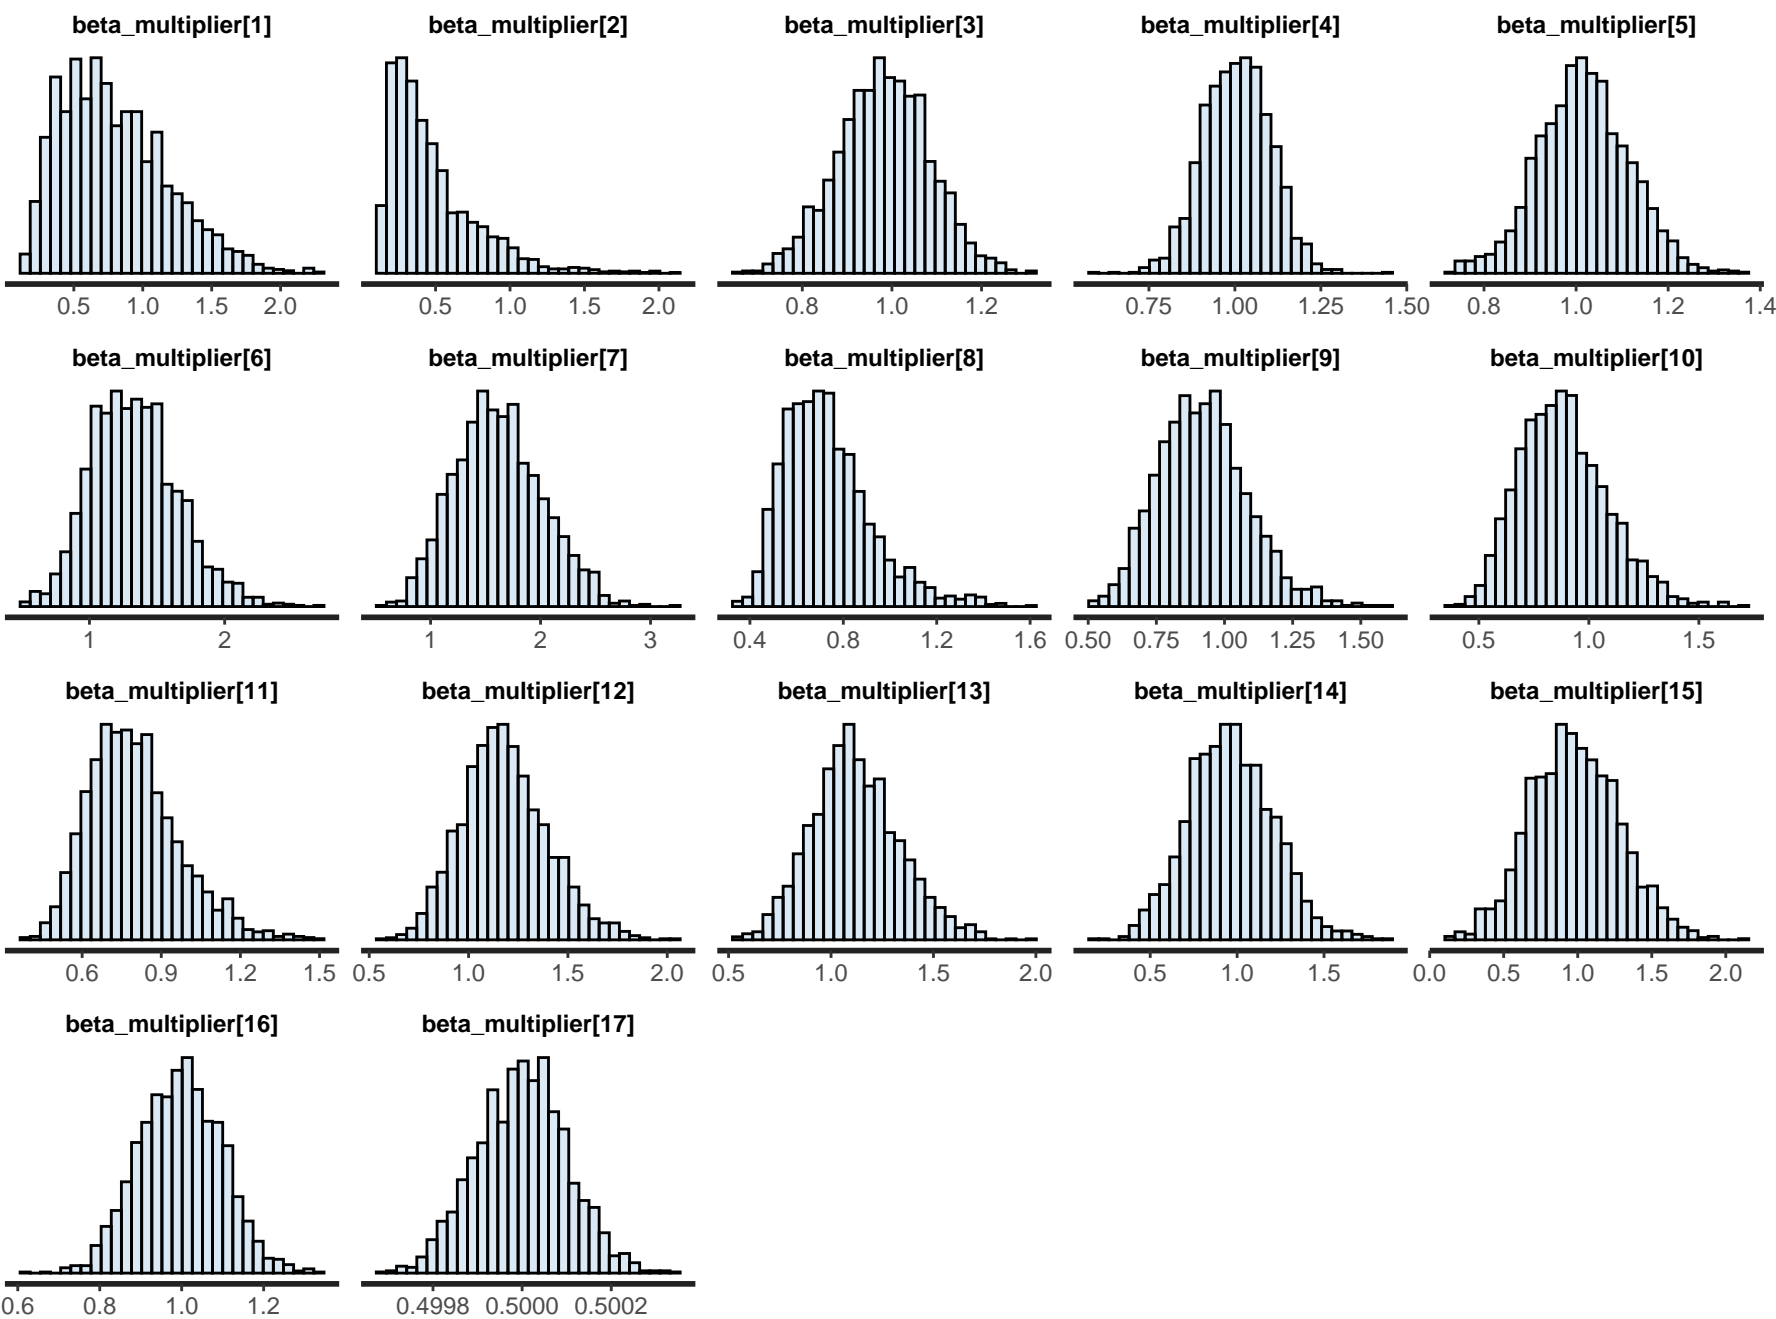 beta_multiplier[1] beta_multiplier[2] beta_multiplier[3] beta_multiplier[4] beta_multiplier[5]
0.5 1.0 1.5 2.0 0.5 1.0 1.5 2.0 0.8 1.0 1.2 0.75 1.00 1.25 1.50 0.8 1.0 1.2 1.4
beta_multiplier[6] beta_multiplier[7] beta_multiplier[8] beta_multiplier[9] beta_multiplier[10]
1 2 1 2 3 0.4 0.8 1.2 1.6 0.50 0.75 1.00 1.25 1.50 0.5 1.0 1.5
beta_multiplier[11] beta_multiplier[12] beta_multiplier[13] beta_multiplier[14] beta_multiplier[15]
0.6 0.9 1.2 1.5 0.5 1.0 1.5 2.0 0.5 1.0 1.5 2.0 0.5 1.0 1.5 0.0 0.5 1.0 1.5 2.0
beta_multiplier[16] beta_multiplier[17]
0.6 0.8 1.0 1.2 0.4998 0.5000 0.5002